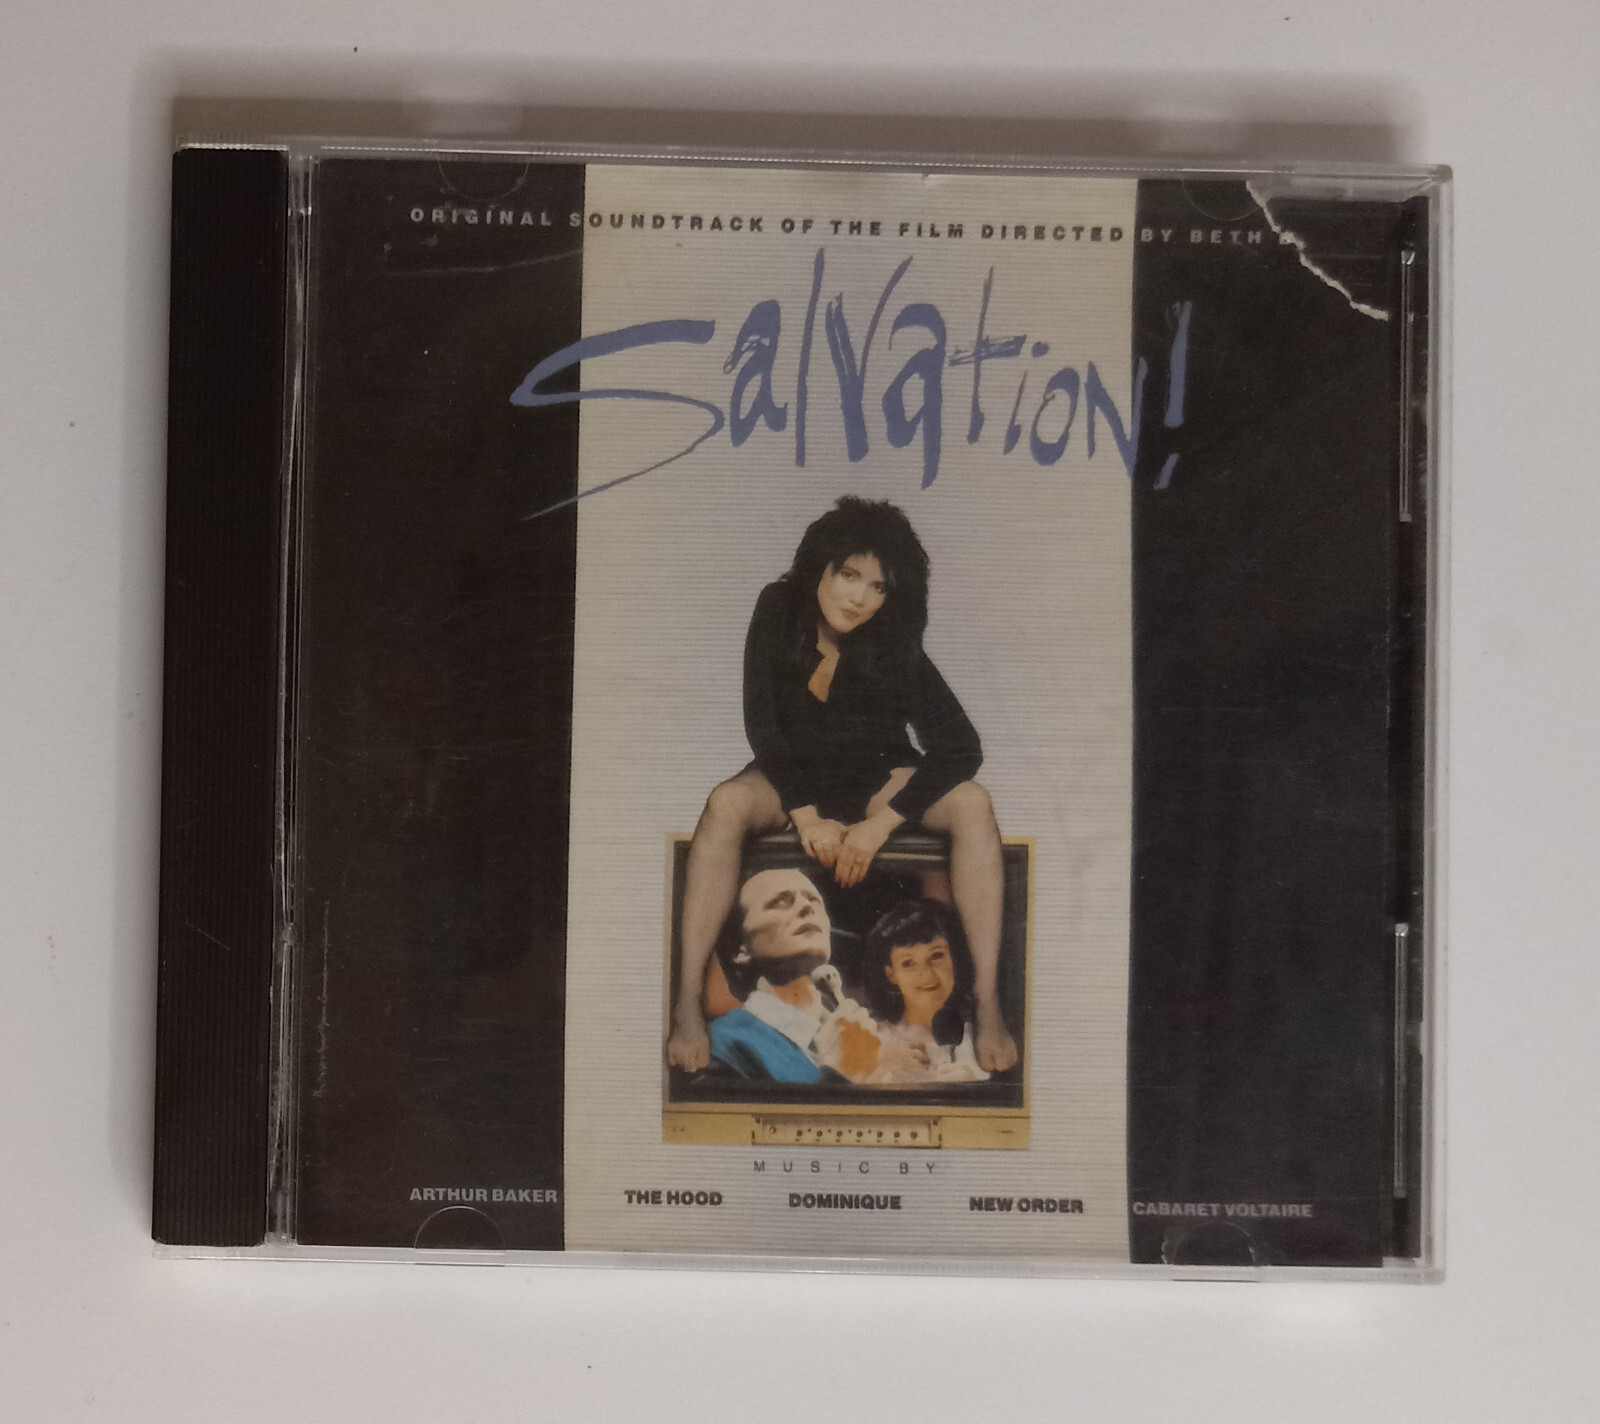 ORIGINAL SOUNDTRACK OF THE FILM DIRECTED BY BETH B
Salvation!
MUSIC BY
ARTHUR BAKER THE HOOD DOMINIQUE NEW ORDER CABARET VOLTAIRE